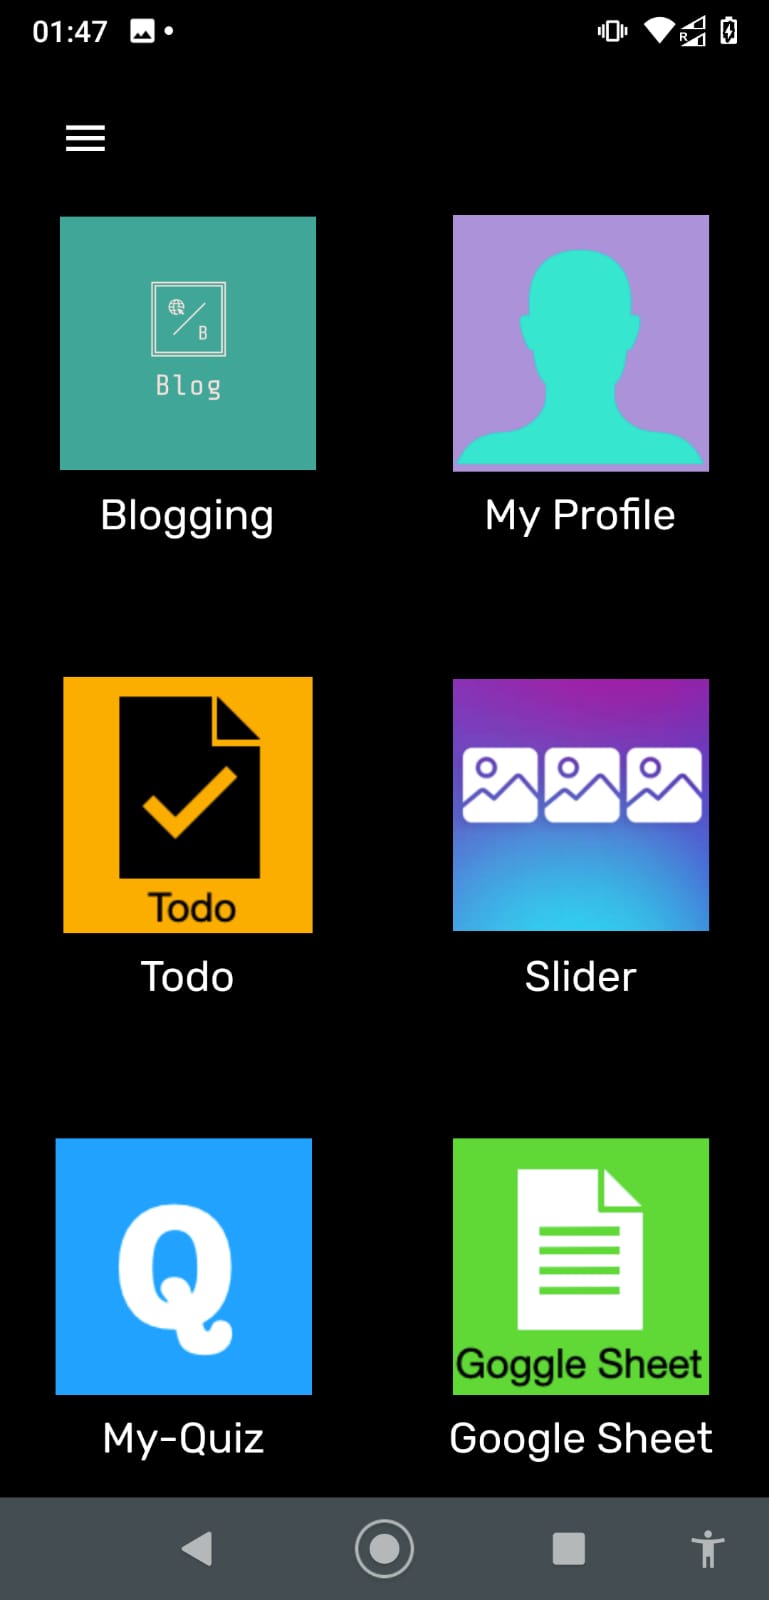 01:47
R
B
Blog
Blogging
My Profile
Todo
Todo
Slider
Q
Goggle Sheet
My-Quiz
Google Sheet